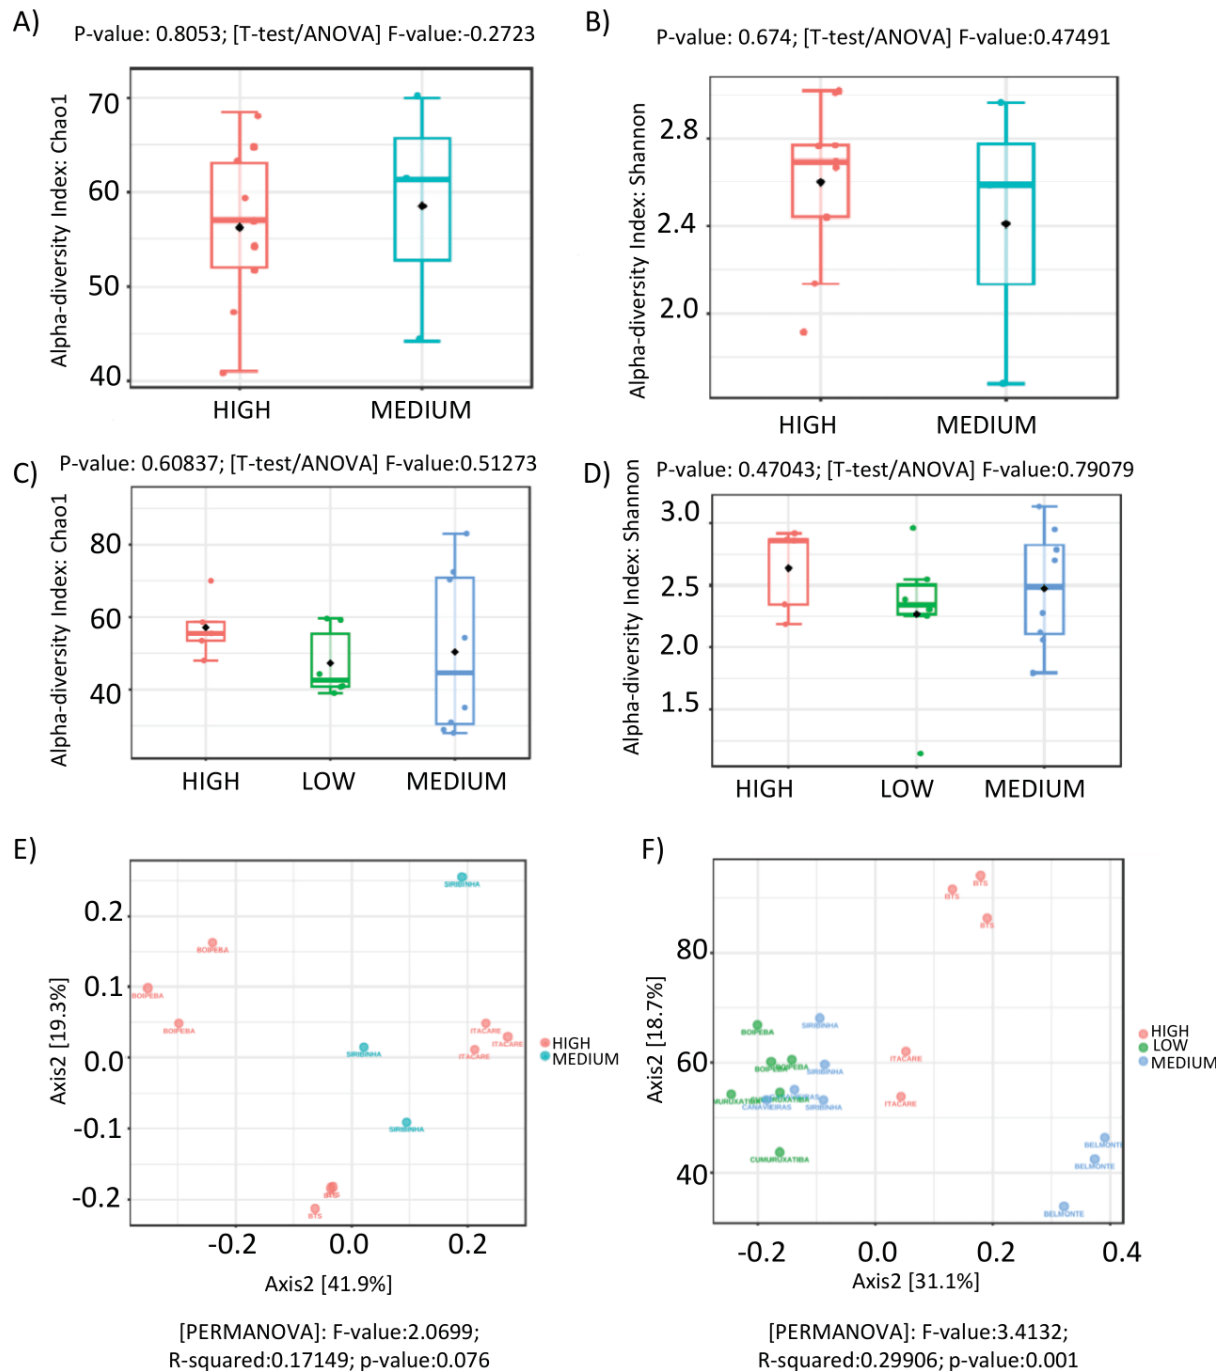 A)
P-value: 0.8053; [T-test/ANOVA] F-value:-0.2723
Alpha-diversity Index: Chao1
70
60
50
40
HIGH MEDIUM
B)
P-value: 0.674; [T-test/ANOVA] F-value:0.47491
Alpha-diversity Index: Shannon
2.8
2.4
2.0
HIGH MEDIUM
C)
P-value: 0.60837; [T-test/ANOVA] F-value:0.51273
Alpha-diversity Index: Chao1
80
60
40
HIGH LOW MEDIUM
D)
P-value: 0.47043; [T-test/ANOVA] F-value:0.79079
Alpha-diversity Index: Shannon
3.0
2.5
2.0
1.5
HIGH LOW MEDIUM
E)
Axis2 [19.3%]
0.2
0.1
0.0
-0.1
-0.2
SIRIBINHA
BOIPEBA
BOIPEBA
BOIPEBA
ITACARE
ITACARE
ITACARE
SIRIBINHA
SIRIBINHA
BTS
HIGH
MEDIUM
-0.2 0.0 0.2
Axis2 [41.9%]
[PERMANOVA]: F-value:2.0699;
R-squared:0.17149; p-value:0.076
F)
Axis2 [18.7%]
80
60
40
BTS
BTS
BTS
BOIPEBA
SIRIBINHA
ITACARE
SIRIBINHA
CANAVIEIRAS
SIRIBINHA
ITACARE
CUMURUXATIBA
BELMONTE
BELMONTE
BELMONTE
HIGH
LOW
MEDIUM
-0.2 0.0 0.2 0.4
Axis2 [31.1%]
[PERMANOVA]: F-value:3.4132;
R-squared:0.29906; p-value:0.001